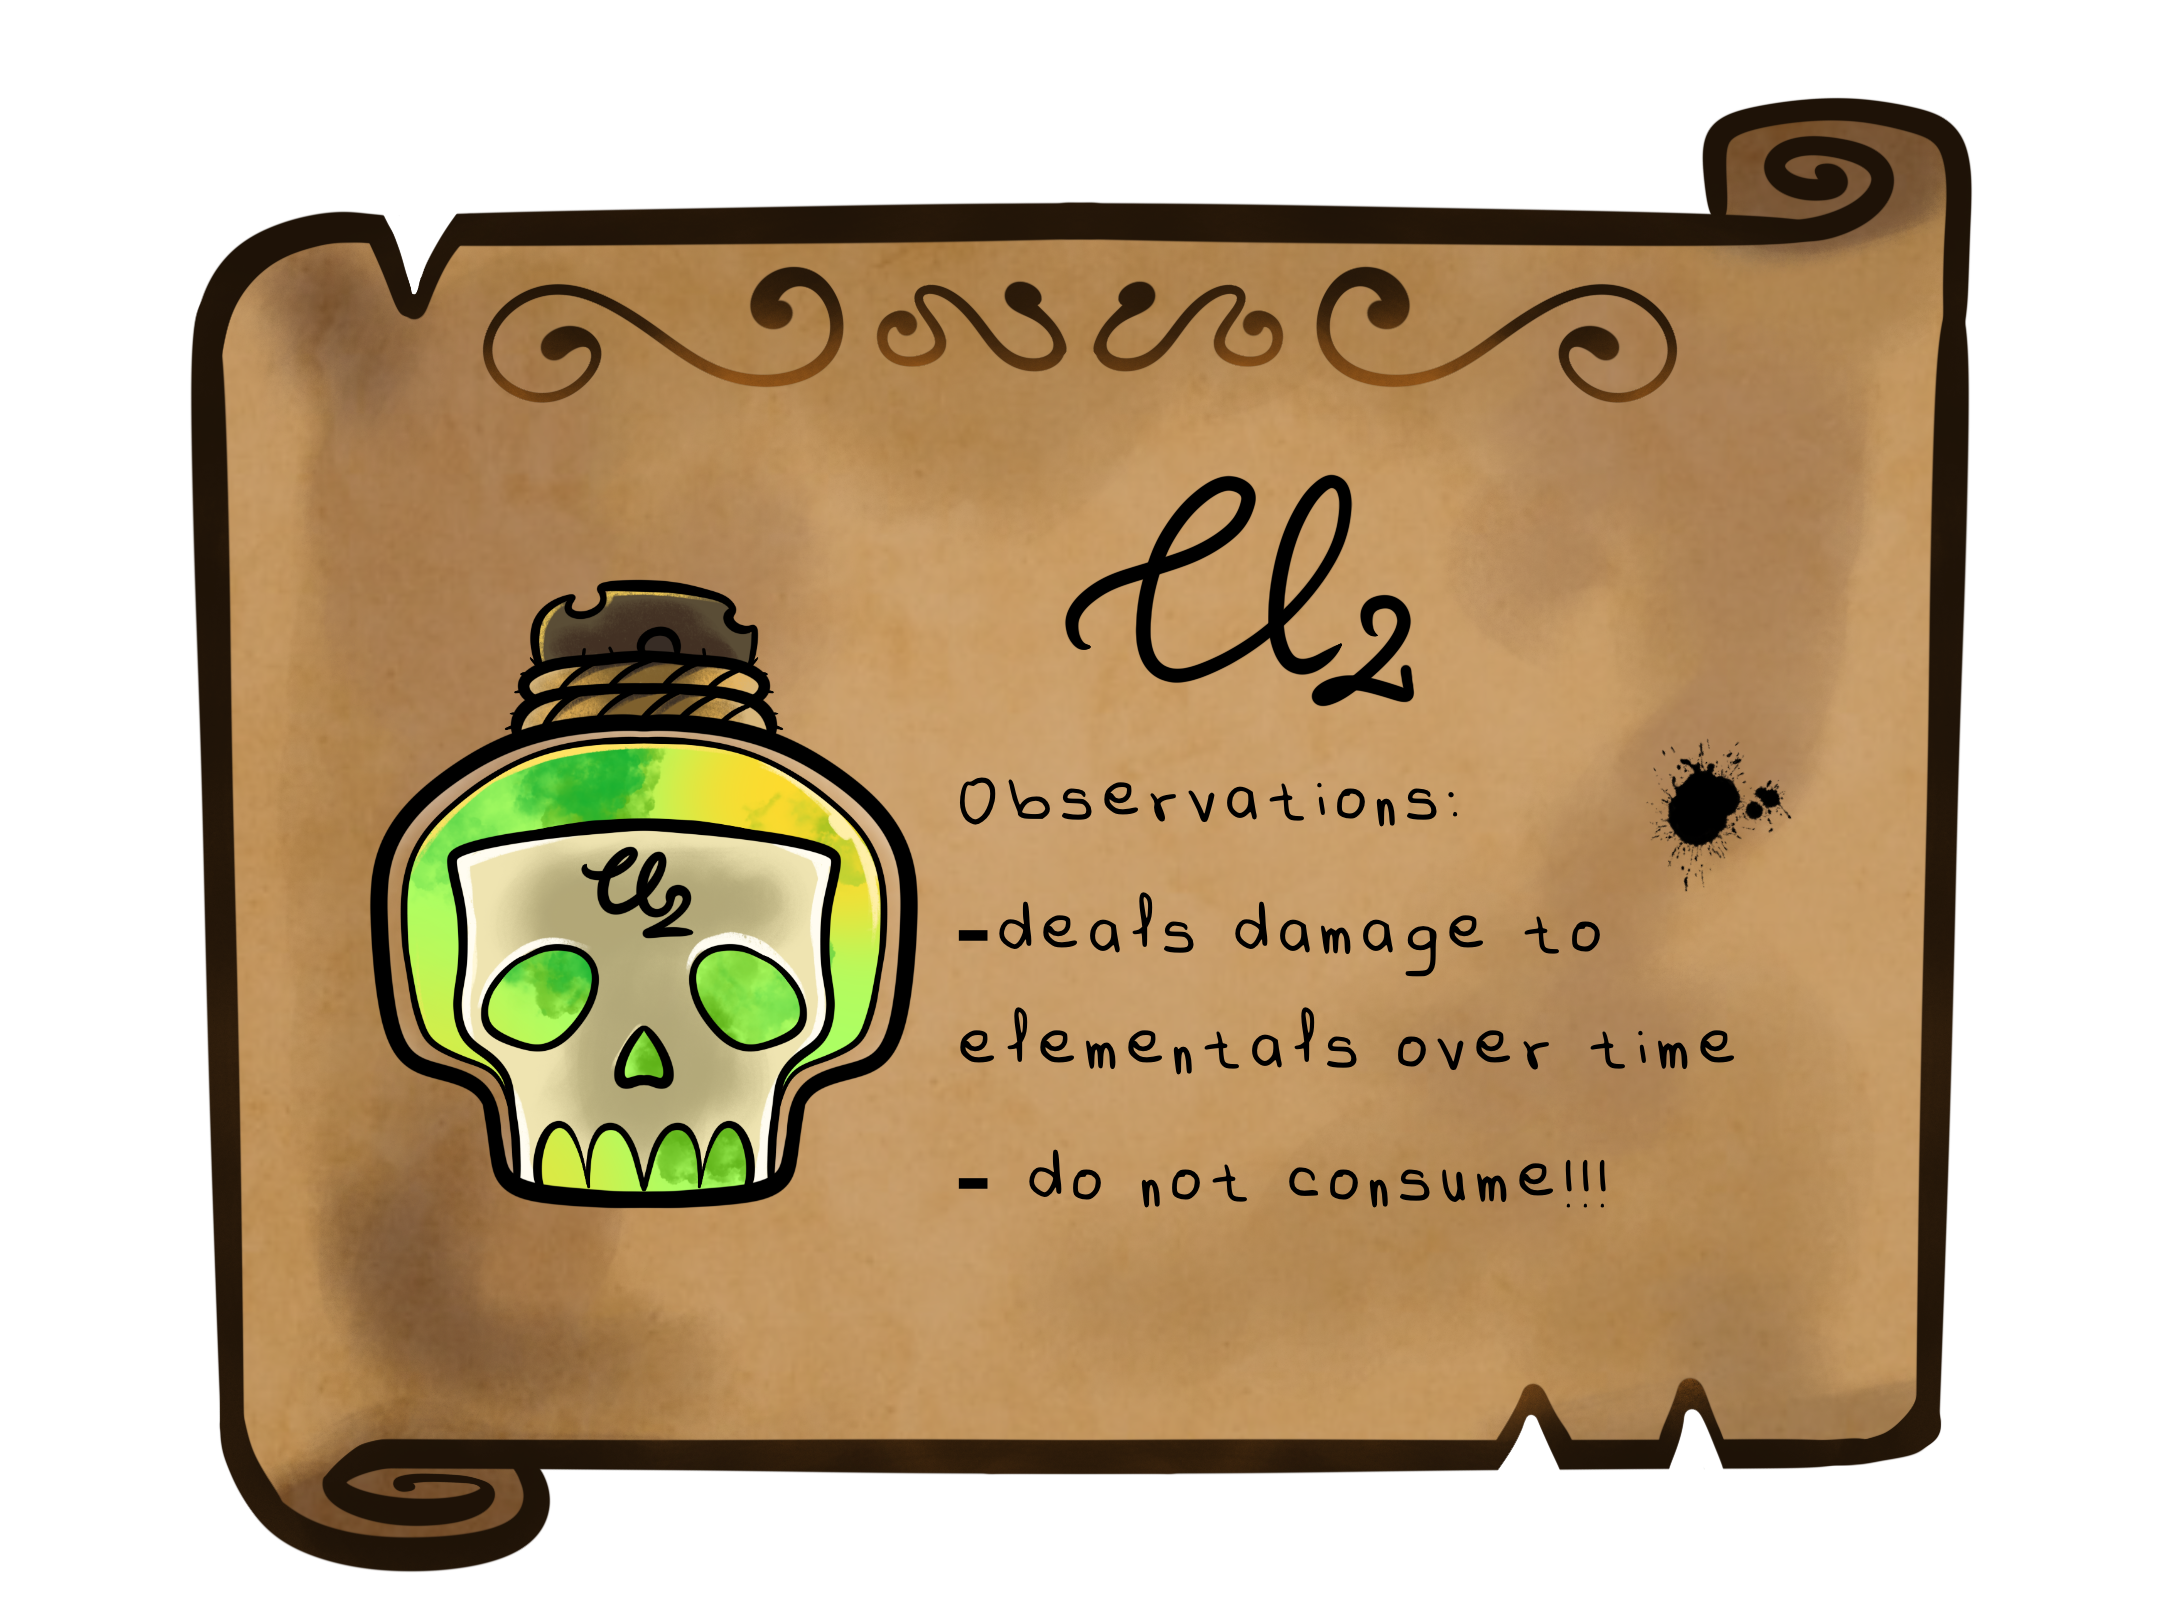 Cl₂
Cl₂
Observations:
-deals damage to
elementals over time
- do not consume!!!